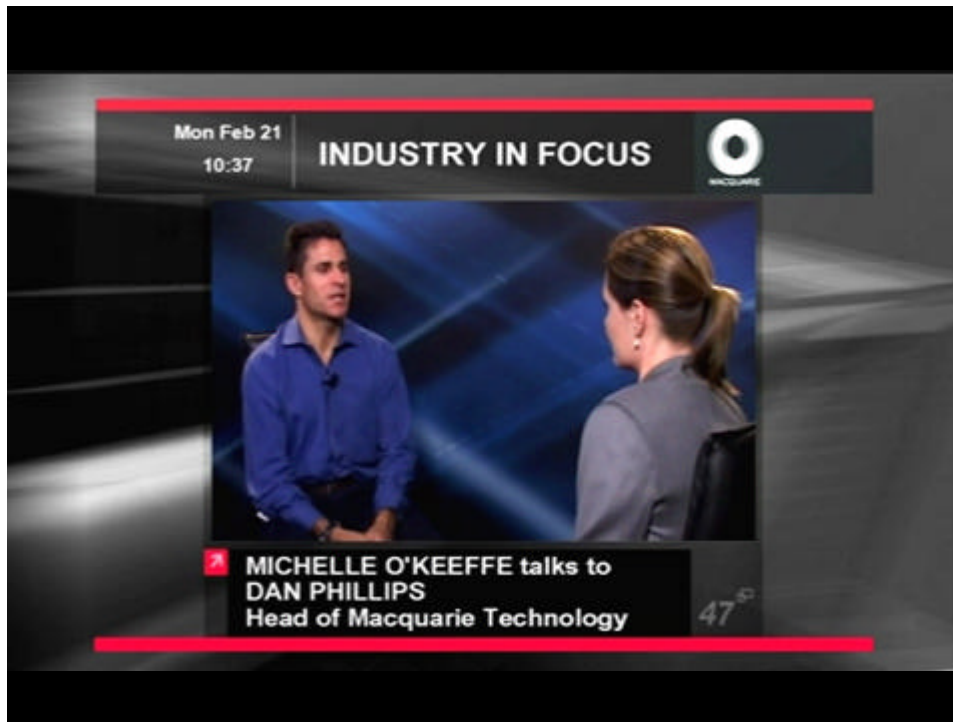 Mon Feb 21
10:37
INDUSTRY IN FOCUS
MACQUARIE
MICHELLE O'KEEFFE talks to
DAN PHILLIPS
Head of Macquarie Technology
47